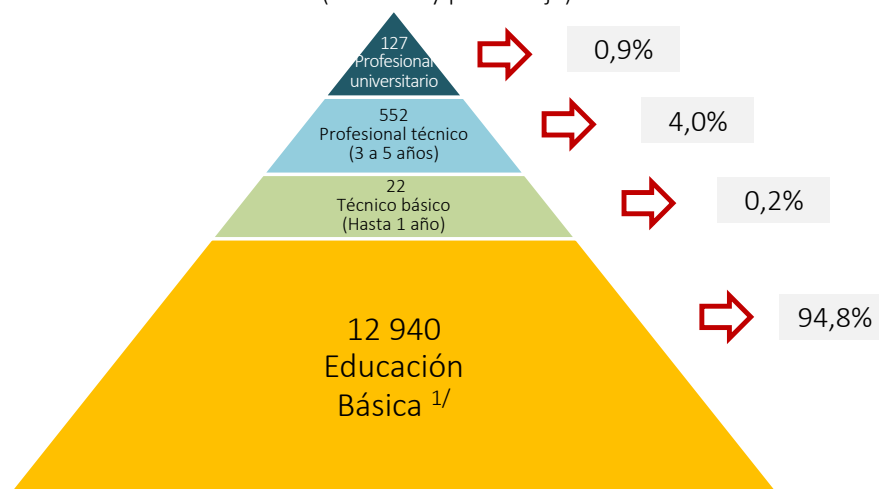 127
Profesional
universitario
0,9%
552
Profesional técnico
(3 a 5 años)
4,0%
22
Técnico básico
(Hasta 1 año)
0,2%
12 940
Educación
Básica 1/
94,8%